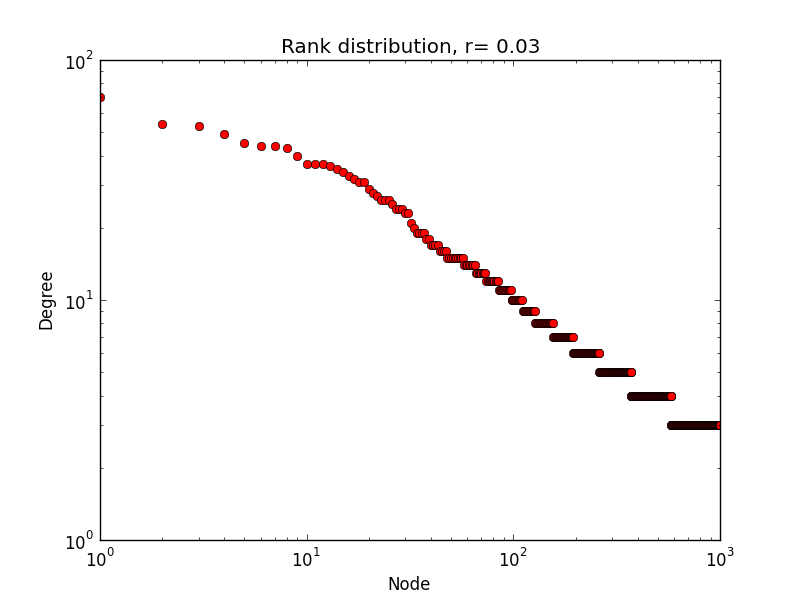 Rank distribution, r= 0.03
10²
10¹
10⁰
Degree
10⁰ 10¹ 10² 10³
Node